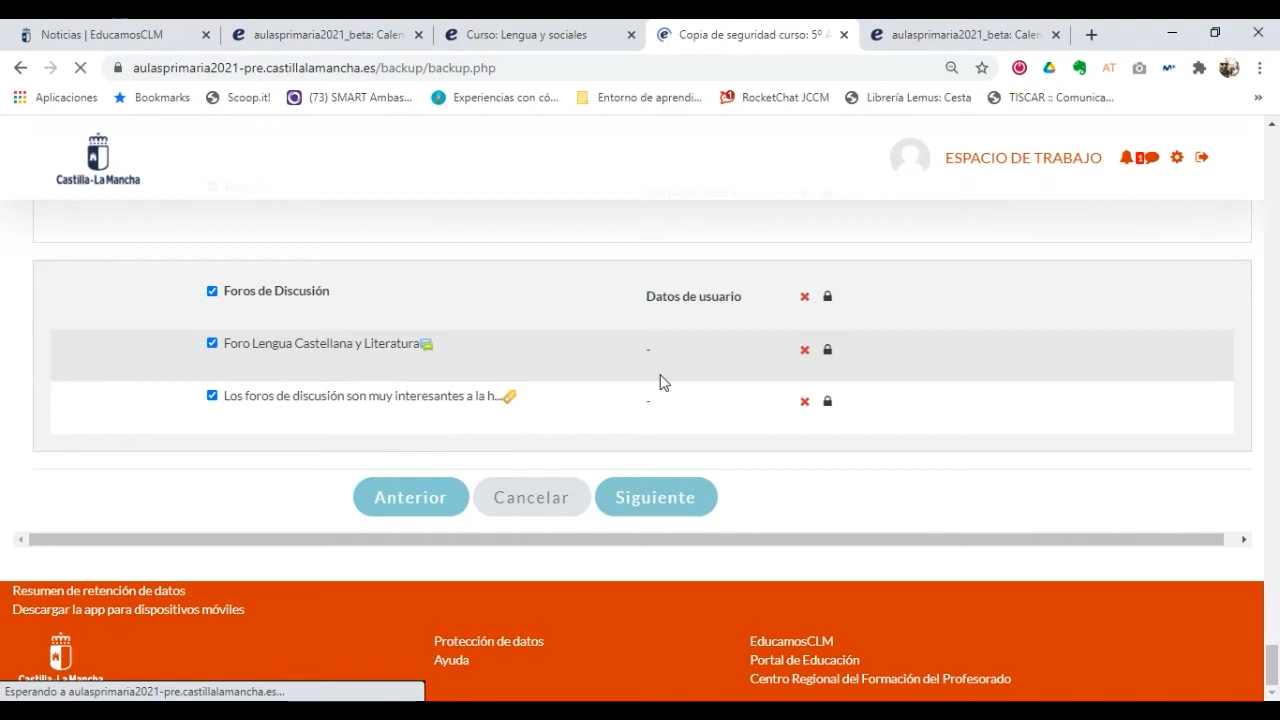 Noticias | EducamosCLM
aulasprimaria2021_beta: Calen
Curso: Lengua y sociales
Copia de seguridad curso: 5º A
aulasprimaria2021_beta: Calen
aulasprimaria2021-pre.castillalamancha.es/backup/backup.php
AT
M+
Aplicaciones
Bookmarks
Scoop.it!
(73) SMART Ambas...
Experiencias con có...
Entorno de aprendi...
RocketChat JCCM
Librería Lemus: Cesta
TISCAR :: Comunica...
»
Castilla-La Mancha
ESPACIO DE TRABAJO
Foros de Discusión
Datos de usuario
Foro Lengua Castellana y Literatura
-
Los foros de discusión son muy interesantes a la h...
-
Anterior
Cancelar
Siguiente
Resumen de retención de datos
Descargar la app para dispositivos móviles
Castilla-La Mancha
Protección de datos
Ayuda
EducamosCLM
Portal de Educación
Centro Regional del Formación del Profesorado
Esperando a aulasprimaria2021-pre.castillalamancha.es...